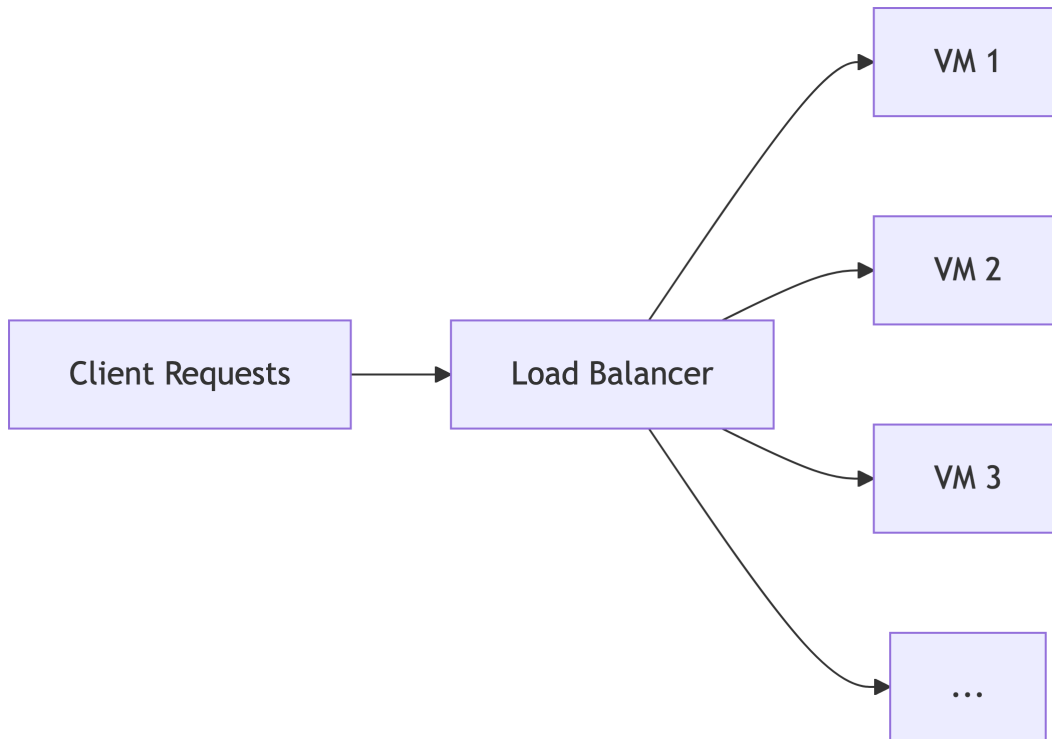 VM 1
VM 2
Client Requests
Load Balancer
VM 3
...